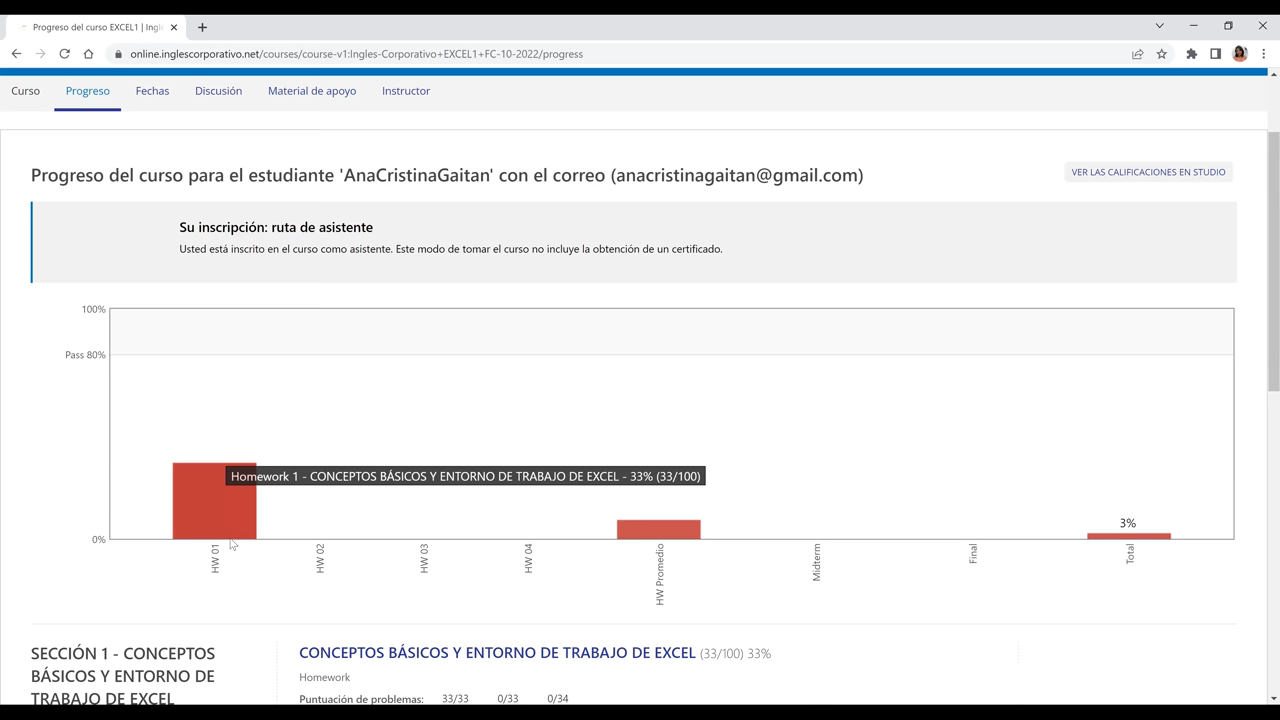 Progreso del curso EXCEL1 | Ingl
online.inglescorporativo.net/courses/course-v1:Ingles-Corporativo+EXCEL1+FC-10-2022/progress
Curso Progreso Fechas Discusión Material de apoyo Instructor
Progreso del curso para el estudiante 'AnaCristinaGaitan' con el correo (anacristinagaitan@gmail.com)
VER LAS CALIFICACIONES EN STUDIO
Su inscripción: ruta de asistente
Usted está inscrito en el curso como asistente. Este modo de tomar el curso no incluye la obtención de un certificado.
100%
Pass 80%
Homework 1 - CONCEPTOS BÁSICOS Y ENTORNO DE TRABAJO DE EXCEL - 33% (33/100)
3%
0%
HW 01
HW 02
HW 03
HW 04
HW Promedio
Midterm
Final
Total
SECCIÓN 1 - CONCEPTOS
BÁSICOS Y ENTORNO DE
TRABAJO DE EXCEL
CONCEPTOS BÁSICOS Y ENTORNO DE TRABAJO DE EXCEL (33/100) 33%
Homework
Puntuación de problemas: 33/33 0/33 0/34